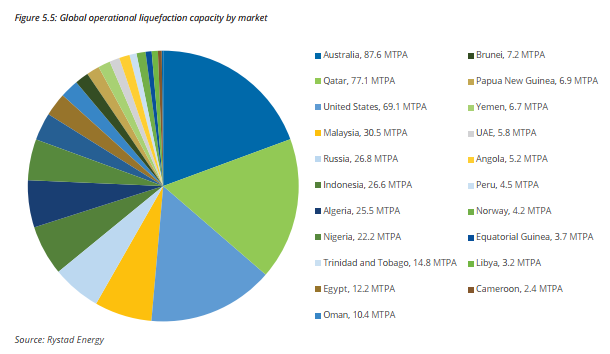 Figure 5.5: Global operational liquefaction capacity by market
Australia, 87.6 MTPA
Qatar, 77.1 MTPA
United States, 69.1 MTPA
Malaysia, 30.5 MTPA
Russia, 26.8 MTPA
Indonesia, 26.6 MTPA
Algeria, 25.5 MTPA
Nigeria, 22.2 MTPA
Trinidad and Tobago, 14.8 MTPA
Egypt, 12.2 MTPA
Oman, 10.4 MTPA
Brunei, 7.2 MTPA
Papua New Guinea, 6.9 MTPA
Yemen, 6.7 MTPA
UAE, 5.8 MTPA
Angola, 5.2 MTPA
Peru, 4.5 MTPA
Norway, 4.2 MTPA
Equatorial Guinea, 3.7 MTPA
Libya, 3.2 MTPA
Cameroon, 2.4 MTPA
Source: Rystad Energy